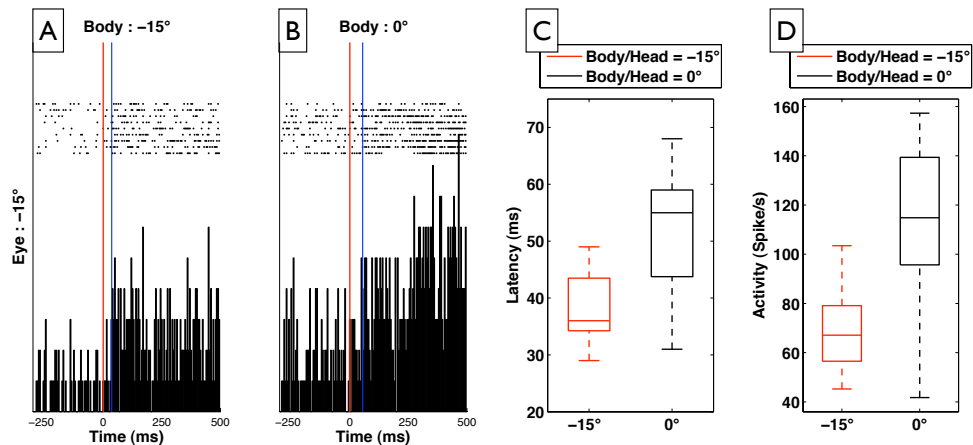 A
Body : −15°
Eye : −15°
−250 0 250 500
Time (ms)
B
Body : 0°
−250 0 250 500
Time (ms)
C
Body/Head = −15°
Body/Head = 0°
70
60
50
40
30
20
Latency (ms)
−15° 0°
D
Body/Head = −15°
Body/Head = 0°
160
140
120
100
80
60
40
Activity (Spike/s)
−15° 0°